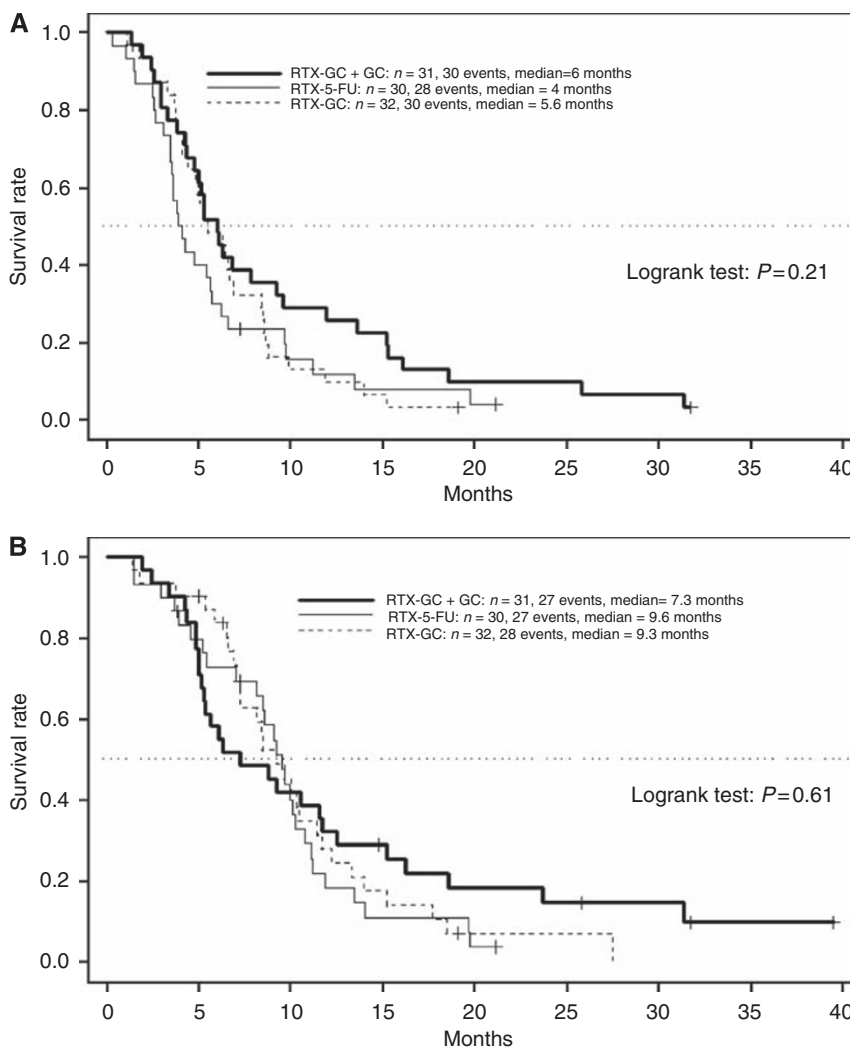 A
1.0
0.8
0.6
0.4
0.2
0.0
Survival rate
RTX-GC + GC: n = 31, 30 events, median=6 months
RTX-5-FU: n = 30, 28 events, median = 4 months
RTX-GC: n = 32, 30 events, median = 5.6 months
Logrank test: P=0.21
0 5 10 15 20 25 30 35 40
Months
B
1.0
0.8
0.6
0.4
0.2
0.0
Survival rate
RTX-GC + GC: n = 31, 27 events, median= 7.3 months
RTX-5-FU: n = 30, 27 events, median = 9.6 months
RTX-GC: n = 32, 28 events, median = 9.3 months
Logrank test: P=0.61
0 5 10 15 20 25 30 35 40
Months